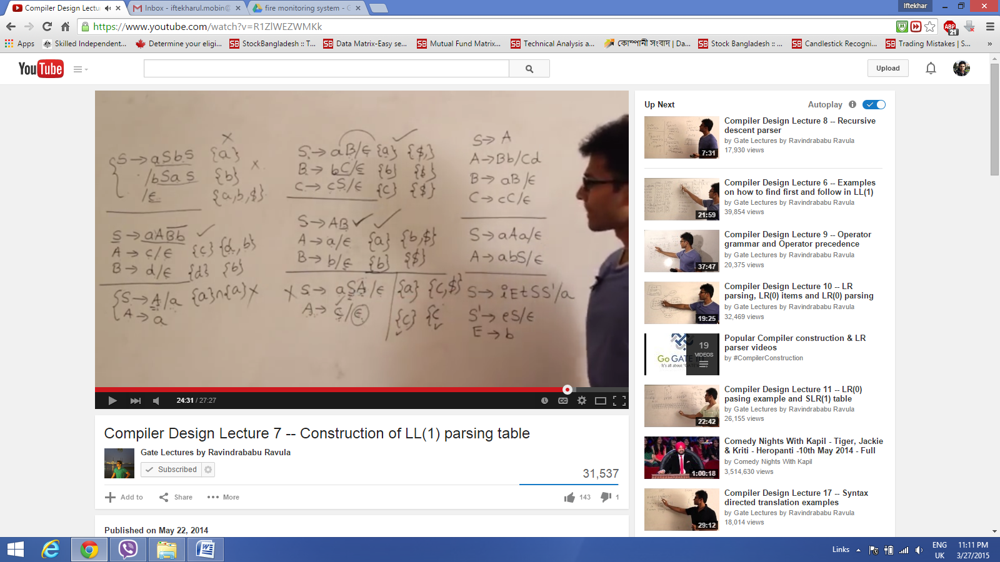 Compiler Design Lectu
Inbox - iftekharul.mobin@
fire monitoring system - G
Iftekhar
https://www.youtube.com/watch?v=R1ZlWEZWMKk
ABP
21
Apps
Skilled Independent...
Determine your eligi...
SB StockBangladesh :: T...
SB Data Matrix-Easy se...
SB Mutual Fund Matrix...
SB Technical Analysis a...
কোম্পানী সংবাদ | Da...
SB Stock Bangladesh :: ...
SB Candlestick Recogni...
SB Trading Mistakes | S...
»
YouTube
Upload
S→aSbS {a}
/bSaS {b}
/∈ {a,b,$}
S→aABb
A→c/∈ {c} {d,b}
B→d/∈ {d} {b}
S→A/a {a}∩{a}
A→a
S→aB/∈ {a} {$}
B→bC/∈ {b} {$}
C→cS/∈ {c} {$}
S→AB
A→a/∈ {a} {b,$}
B→b/∈ {b} {$}
S→aSA/∈ {a} {c,$}
A→c/∈ {c} {c
S→A
A→Bb/Cd
B→aB/∈
C→cC/∈
S→aAa/∈
A→abS/∈
S→iEtSS'/a
S'→eS/∈
E→b
24:31 / 27:27
CC
Compiler Design Lecture 7 -- Construction of LL(1) parsing table
Gate Lectures by Ravindrababu Ravula
Subscribed
31,537
Add to
Share
More
143
1
Published on May 22, 2014
Up Next
Autoplay
7:31
Compiler Design Lecture 8 -- Recursive
descent parser
by Gate Lectures by Ravindrababu Ravula
17,930 views
21:59
Compiler Design Lecture 6 -- Examples
on how to find first and follow in LL(1)
by Gate Lectures by Ravindrababu Ravula
39,854 views
37:47
Compiler Design Lecture 9 -- Operator
grammar and Operator precedence
by Gate Lectures by Ravindrababu Ravula
20,375 views
19:25
Compiler Design Lecture 10 -- LR
parsing, LR(0) items and LR(0) parsing
by Gate Lectures by Ravindrababu Ravula
32,469 views
19
VIDEOS
Popular Compiler construction & LR
parser videos
by #CompilerConstruction
22:42
Compiler Design Lecture 11 -- LR(0)
pasing example and SLR(1) table
by Gate Lectures by Ravindrababu Ravula
26,155 views
1:00:18
Comedy Nights With Kapil - Tiger, Jackie
& Kriti - Heropanti -10th May 2014 - Full
by Comedy Nights With Kapil
3,514,630 views
29:12
Compiler Design Lecture 17 -- Syntax
directed translation examples
by Gate Lectures by Ravindrababu Ravula
18,014 views
Links
ENG
UK
11:11 PM
3/27/2015